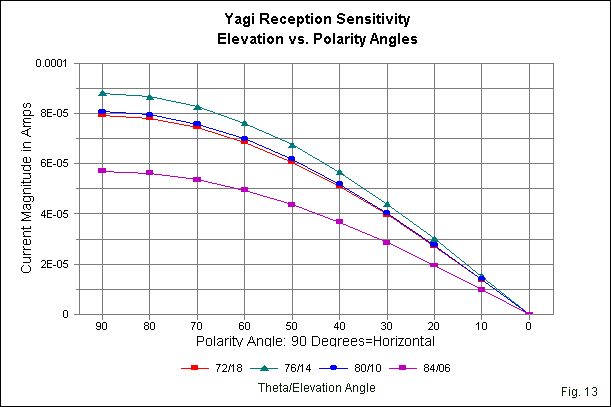 Yagi Reception Sensitivity
Elevation vs. Polarity Angles
Current Magnitude in Amps
0.0001
8E-05
6E-05
4E-05
2E-05
0
90 80 70 60 50 40 30 20 10 0
Polarity Angle: 90 Degrees=Horizontal
72/18 76/14 80/10 84/06
Theta/Elevation Angle
Fig. 13